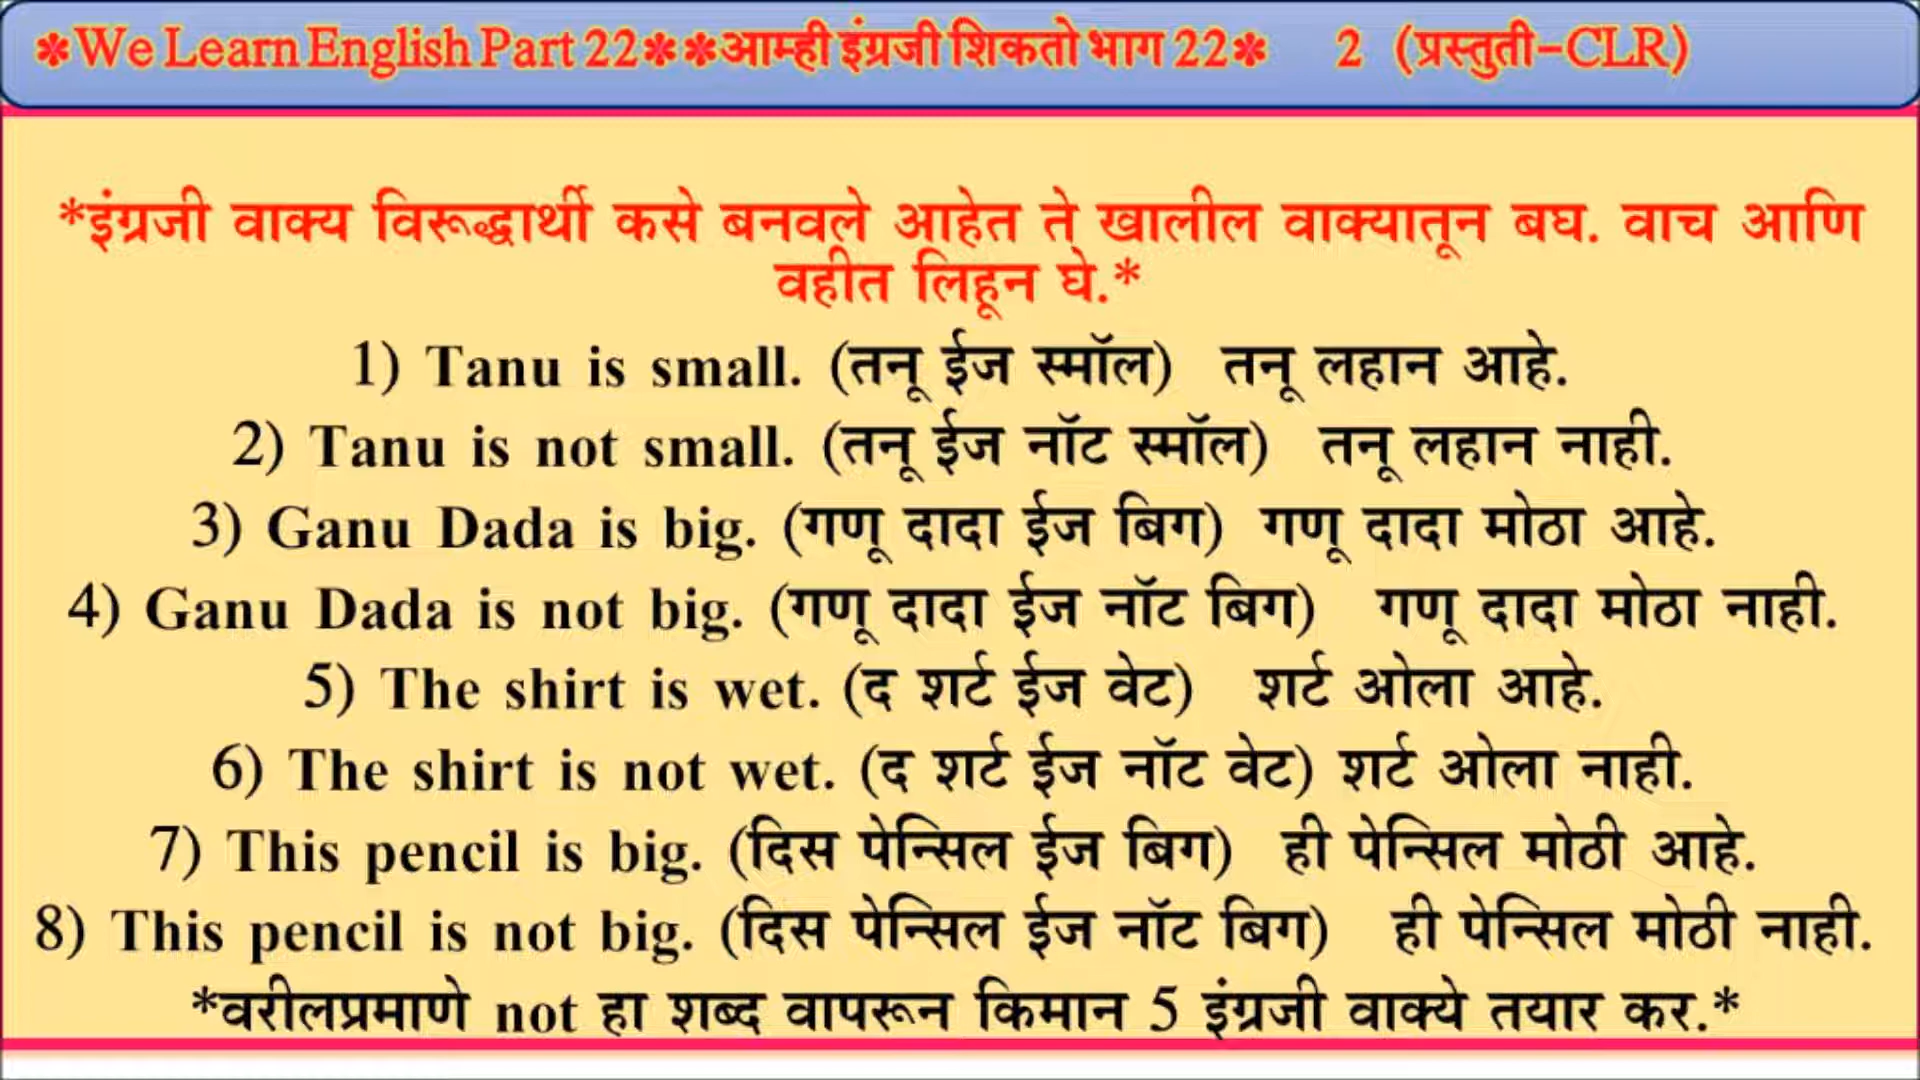 ✽We Learn English Part 22✽✽आम्ही इंग्रजी शिकतो भाग 22✽ 2 (प्रस्तुती-CLR)
*इंग्रजी वाक्य विरूद्धार्थी कसे बनवले आहेत ते खालील वाक्यातून बघ. वाच आणि
वहीत लिहून घे.*
1) Tanu is small. (तनू ईज स्मॉल) तनू लहान आहे.
2) Tanu is not small. (तनू ईज नॉट स्मॉल) तनू लहान नाही.
3) Ganu Dada is big. (गणू दादा ईज बिग) गणू दादा मोठा आहे.
4) Ganu Dada is not big. (गणू दादा ईज नॉट बिग) गणू दादा मोठा नाही.
5) The shirt is wet. (द शर्ट ईज वेट) शर्ट ओला आहे.
6) The shirt is not wet. (द शर्ट ईज नॉट वेट) शर्ट ओला नाही.
7) This pencil is big. (दिस पेन्सिल ईज बिग) ही पेन्सिल मोठी आहे.
8) This pencil is not big. (दिस पेन्सिल ईज नॉट बिग) ही पेन्सिल मोठी नाही.
*वरीलप्रमाणे not हा शब्द वापरून किमान 5 इंग्रजी वाक्ये तयार कर.*